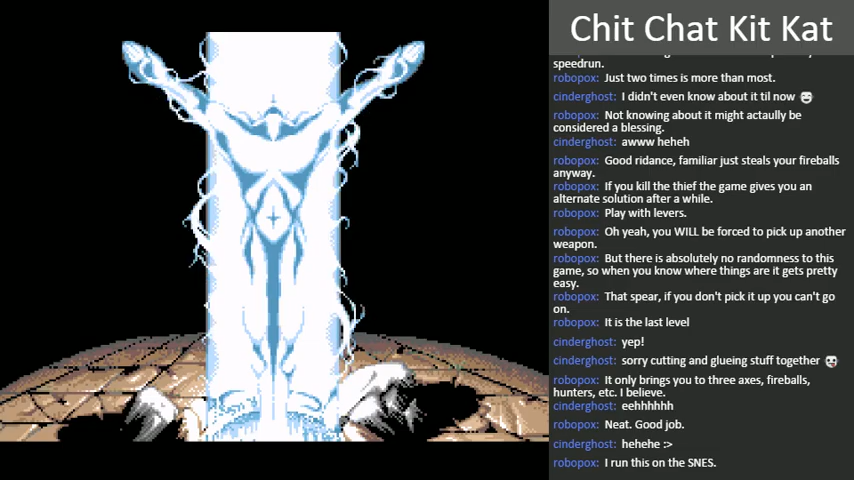 Chit Chat Kit Kat
speedrun.
robopox: Just two times is more than most.
cinderghost: I didn't even know about it til now
robopox: Not knowing about it might actaully be
considered a blessing.
cinderghost: awww heheh
robopox: Good ridance, familiar just steals your fireballs
anyway.
robopox: If you kill the thief the game gives you an
alternate solution after a while.
robopox: Play with levers.
robopox: Oh yeah, you WILL be forced to pick up another
weapon.
robopox: But there is absolutely no randomness to this
game, so when you know where things are it gets pretty
easy.
robopox: That spear, if you don't pick it up you can't go
on.
robopox: It is the last level
cinderghost: yep!
cinderghost: sorry cutting and glueing stuff together
robopox: It only brings you to three axes, fireballs,
hunters, etc. I believe.
cinderghost: eehhhhhh
robopox: Neat. Good job.
cinderghost: hehehe :>
robopox: I run this on the SNES.